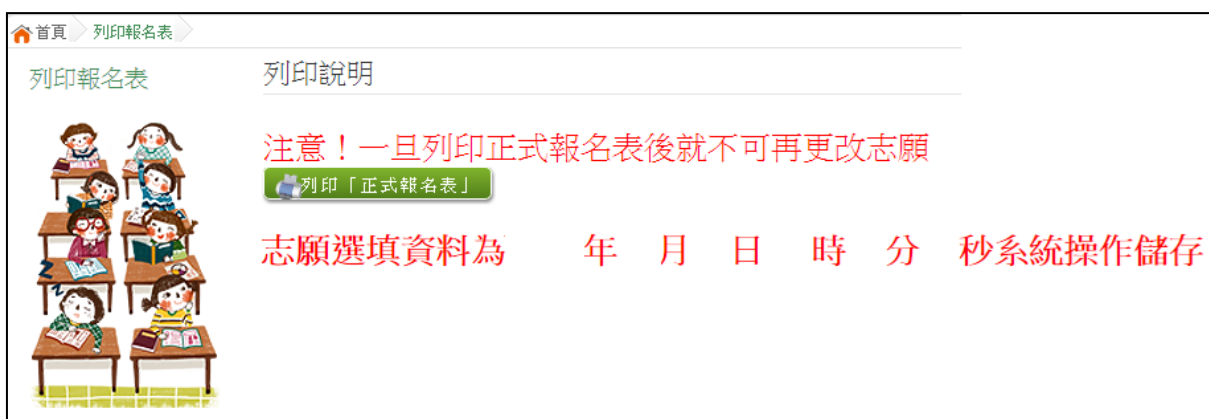 首頁 列印報名表
列印報名表
列印說明
注意！一旦列印正式報名表後就不可再更改志願
列印「正式報名表」
志願選填資料為 年 月 日 時 分 秒系統操作儲存
Z
Z
Z